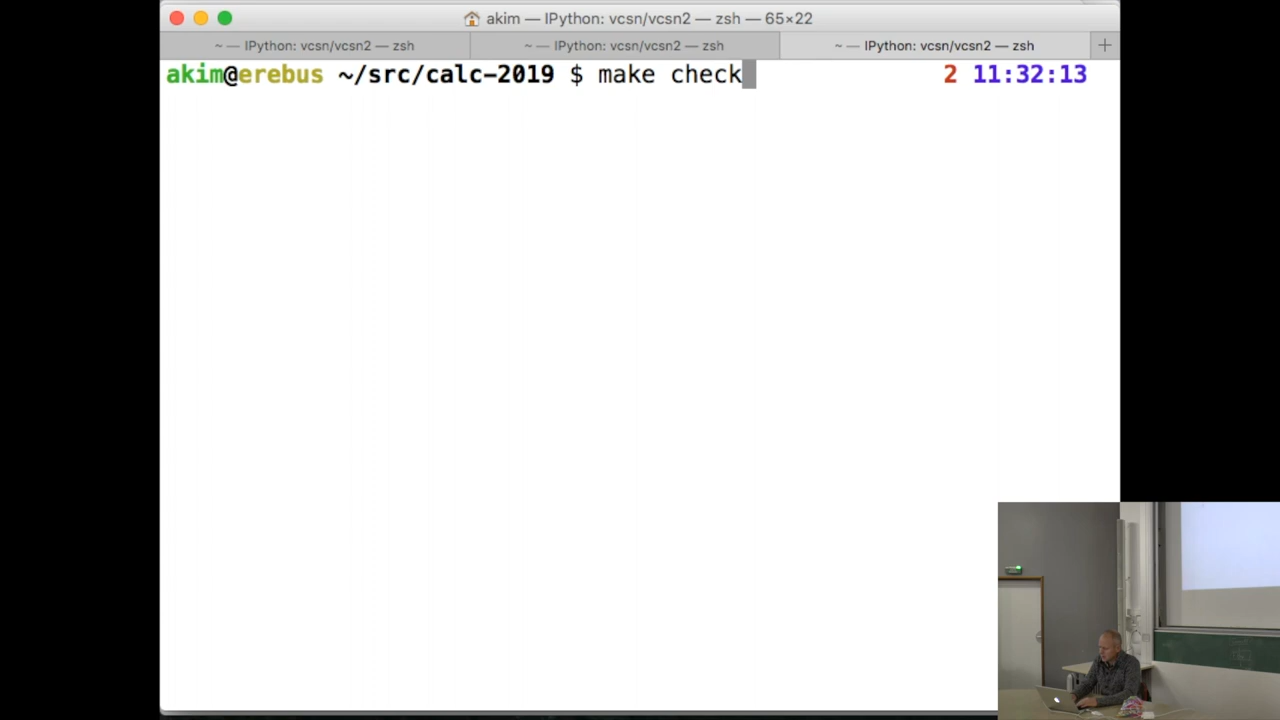 akim — IPython: vcsn/vcsn2 — zsh — 65×22
~ — IPython: vcsn/vcsn2 — zsh ~ — IPython: vcsn/vcsn2 — zsh ~ — IPython: vcsn/vcsn2 — zsh +
akim@erebus ~/src/calc-2019 $ make check 2 11:32:13